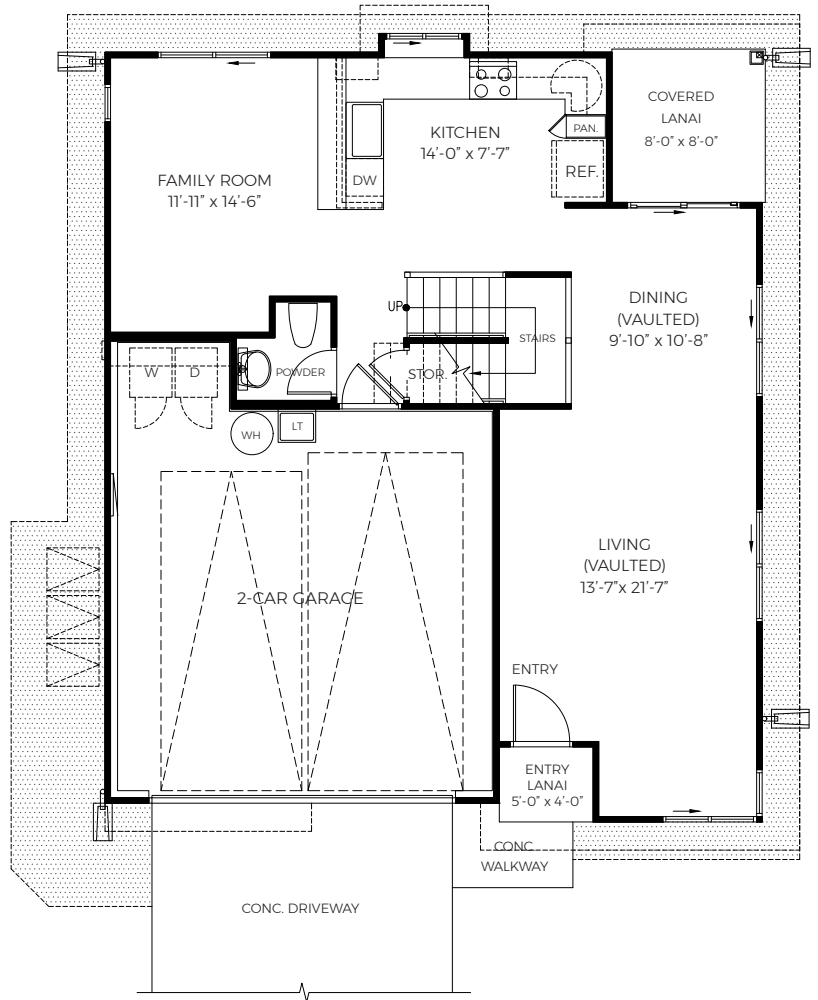 COVERED
LANAI
8'-0" x 8'-0"
KITCHEN
14'-0" x 7'-7"
PAN.
REF.
DW
FAMILY ROOM
11'-11" x 14'-6"
UP
STAIRS
DINING
(VAULTED)
9'-10" x 10'-8"
W
D
POWDER
STOR.
WH
LT
LIVING
(VAULTED)
13'-7"x 21'-7"
2-CAR GARAGE
ENTRY
ENTRY
LANAI
5'-0" x 4'-0"
CONC.
WALKWAY
CONC. DRIVEWAY